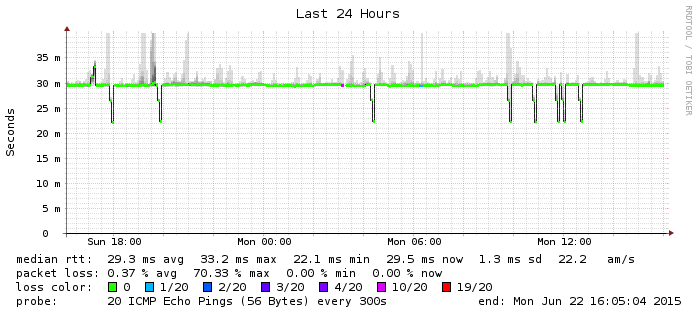 Last 24 Hours
RRDTOOL / TOBI OETIKER
Seconds
35 m
30 m
25 m
20 m
15 m
10 m
5 m
0
Sun 18:00 Mon 00:00 Mon 06:00 Mon 12:00
median rtt: 29.3 ms avg 33.2 ms max 22.1 ms min 29.5 ms now 1.3 ms sd 22.2 am/s
packet loss: 0.37 % avg 70.33 % max 0.00 % min 0.00 % now
loss color: 0 1/20 2/20 3/20 4/20 10/20 19/20
probe: 20 ICMP Echo Pings (56 Bytes) every 300s end: Mon Jun 22 16:05:04 2015